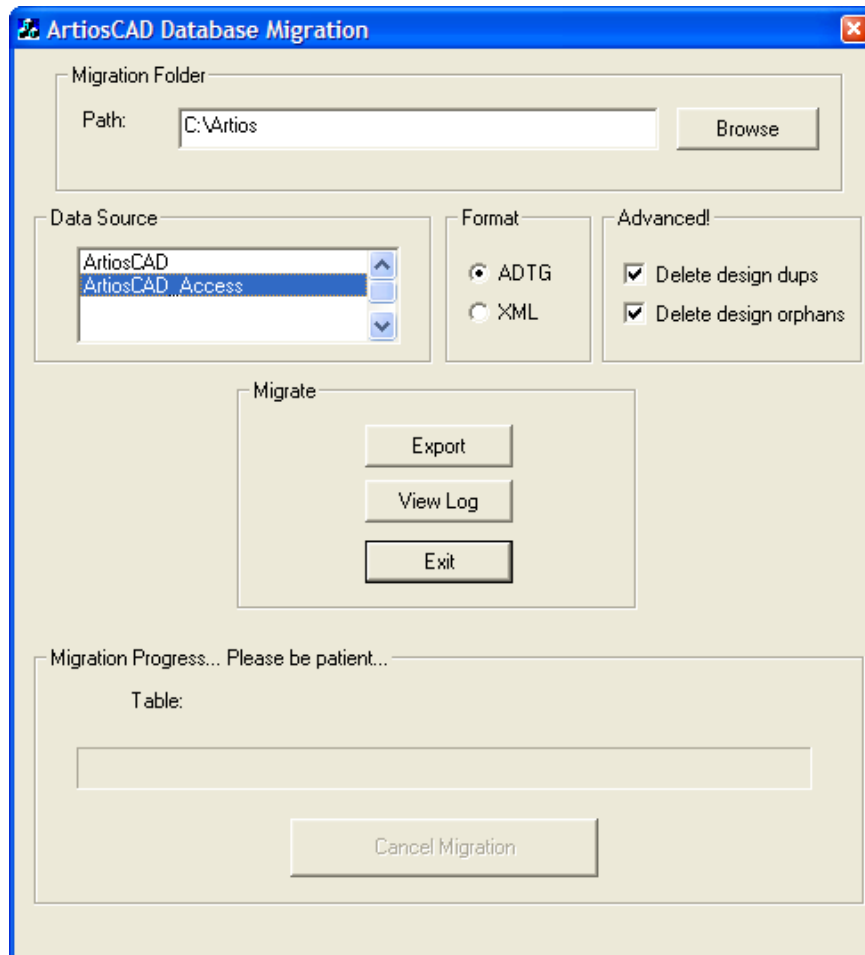 ArtiosCAD Database Migration
Migration Folder
Path:
C:\Artios
Browse
Data Source
ArtiosCAD
ArtiosCAD_Access
Format
ADTG
XML
Advanced!
Delete design dups
Delete design orphans
Migrate
Export
View Log
Exit
Migration Progress... Please be patient...
Table:
Cancel Migration